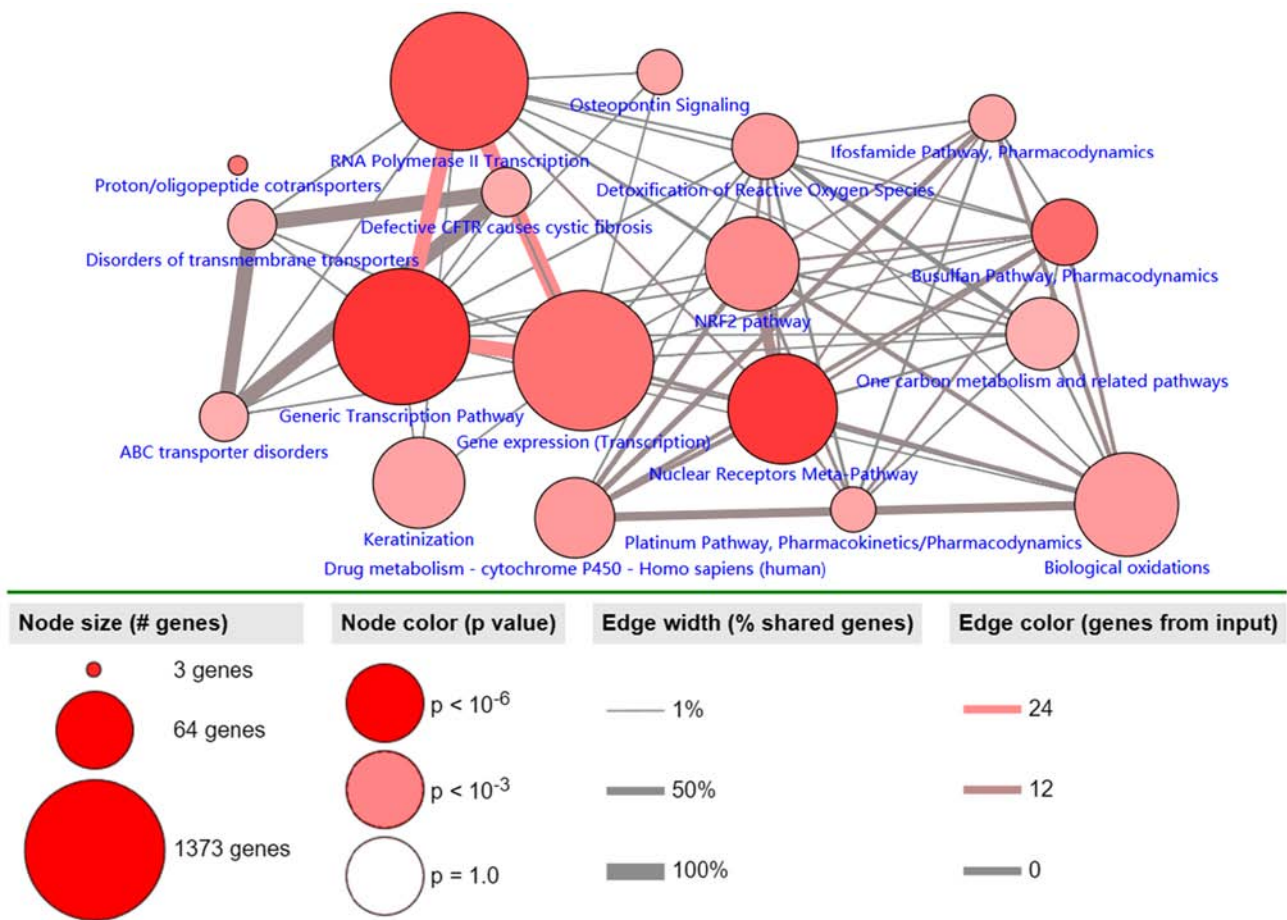 Osteopontin Signaling
RNA Polymerase II Transcription
Ifosfamide Pathway, Pharmacodynamics
Proton/oligopeptide cotransporters
Detoxification of Reactive Oxygen Species
Defective CFTR causes cystic fibrosis
Disorders of transmembrane transporters
Busulfan Pathway, Pharmacodynamics
NRF2 pathway
One carbon metabolism and related pathways
Generic Transcription Pathway
Gene expression (Transcription)
ABC transporter disorders
Nuclear Receptors Meta-Pathway
Keratinization
Platinum Pathway, Pharmacokinetics/Pharmacodynamics
Drug metabolism - cytochrome P450 - Homo sapiens (human)
Biological oxidations
Node size (# genes)
3 genes
64 genes
1373 genes
Node color (p value)
p < 10-6
p < 10-3
p = 1.0
Edge width (% shared genes)
1%
50%
100%
Edge color (genes from input)
24
12
0